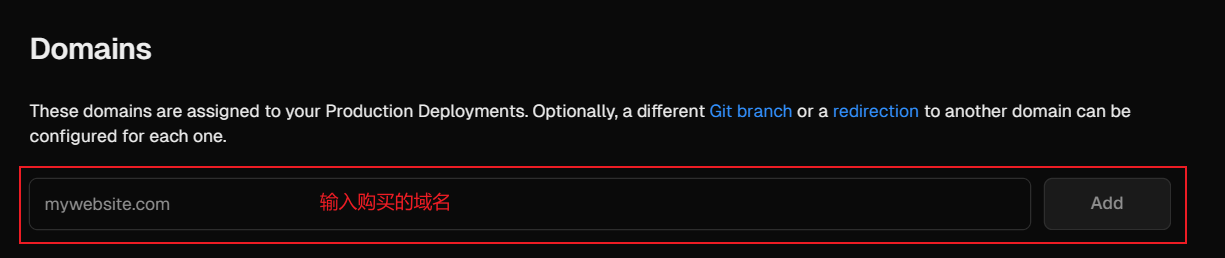 Domains
These domains are assigned to your Production Deployments. Optionally, a different Git branch or a redirection to another domain can be
configured for each one.
mywebsite.com 输入购买的域名 Add